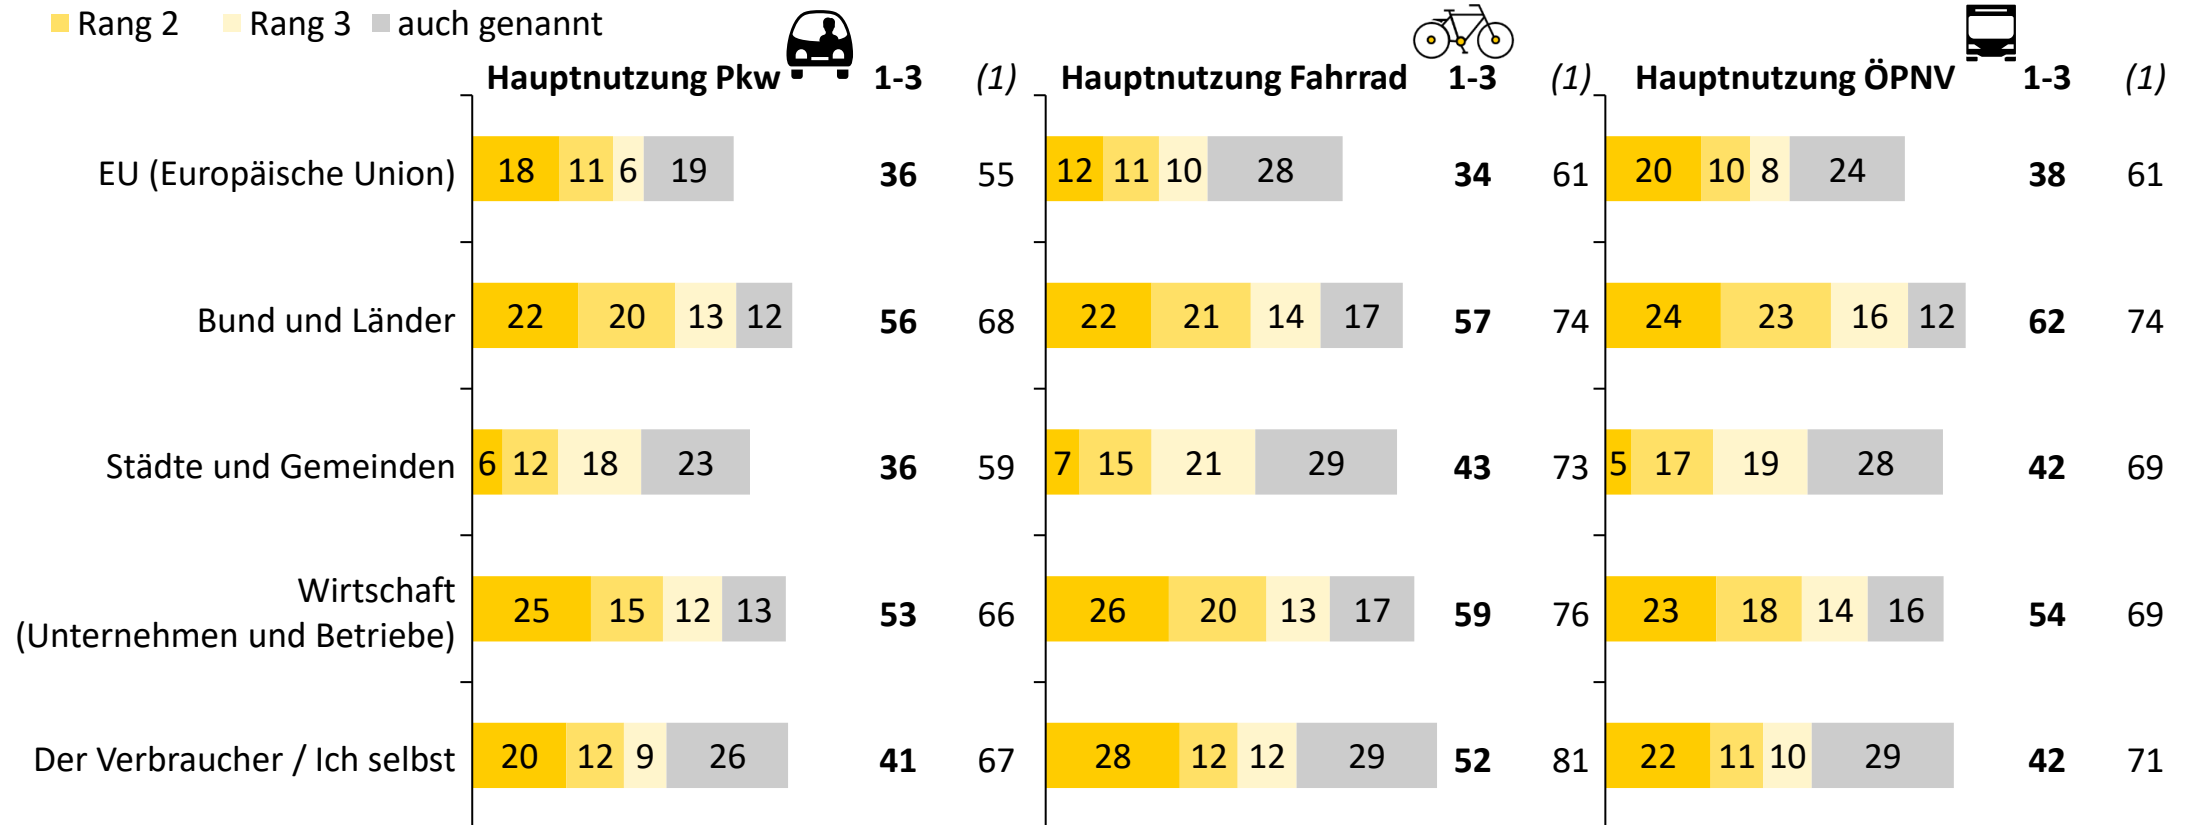 Rang 2 Rang 3 auch genannt
Hauptnutzung Pkw 1-3 (1) Hauptnutzung Fahrrad 1-3 (1) Hauptnutzung ÖPNV 1-3 (1)
EU (Europäische Union) 18 11 6 19 36 55 12 11 10 28 34 61 20 10 8 24 38 61
Bund und Länder 22 20 13 12 56 68 22 21 14 17 57 74 24 23 16 12 62 74
Städte und Gemeinden 6 12 18 23 36 59 7 15 21 29 43 73 5 17 19 28 42 69
Wirtschaft
(Unternehmen und Betriebe) 25 15 12 13 53 66 26 20 13 17 59 76 23 18 14 16 54 69
Der Verbraucher / Ich selbst 20 12 9 26 41 67 28 12 12 29 52 81 22 11 10 29 42 71